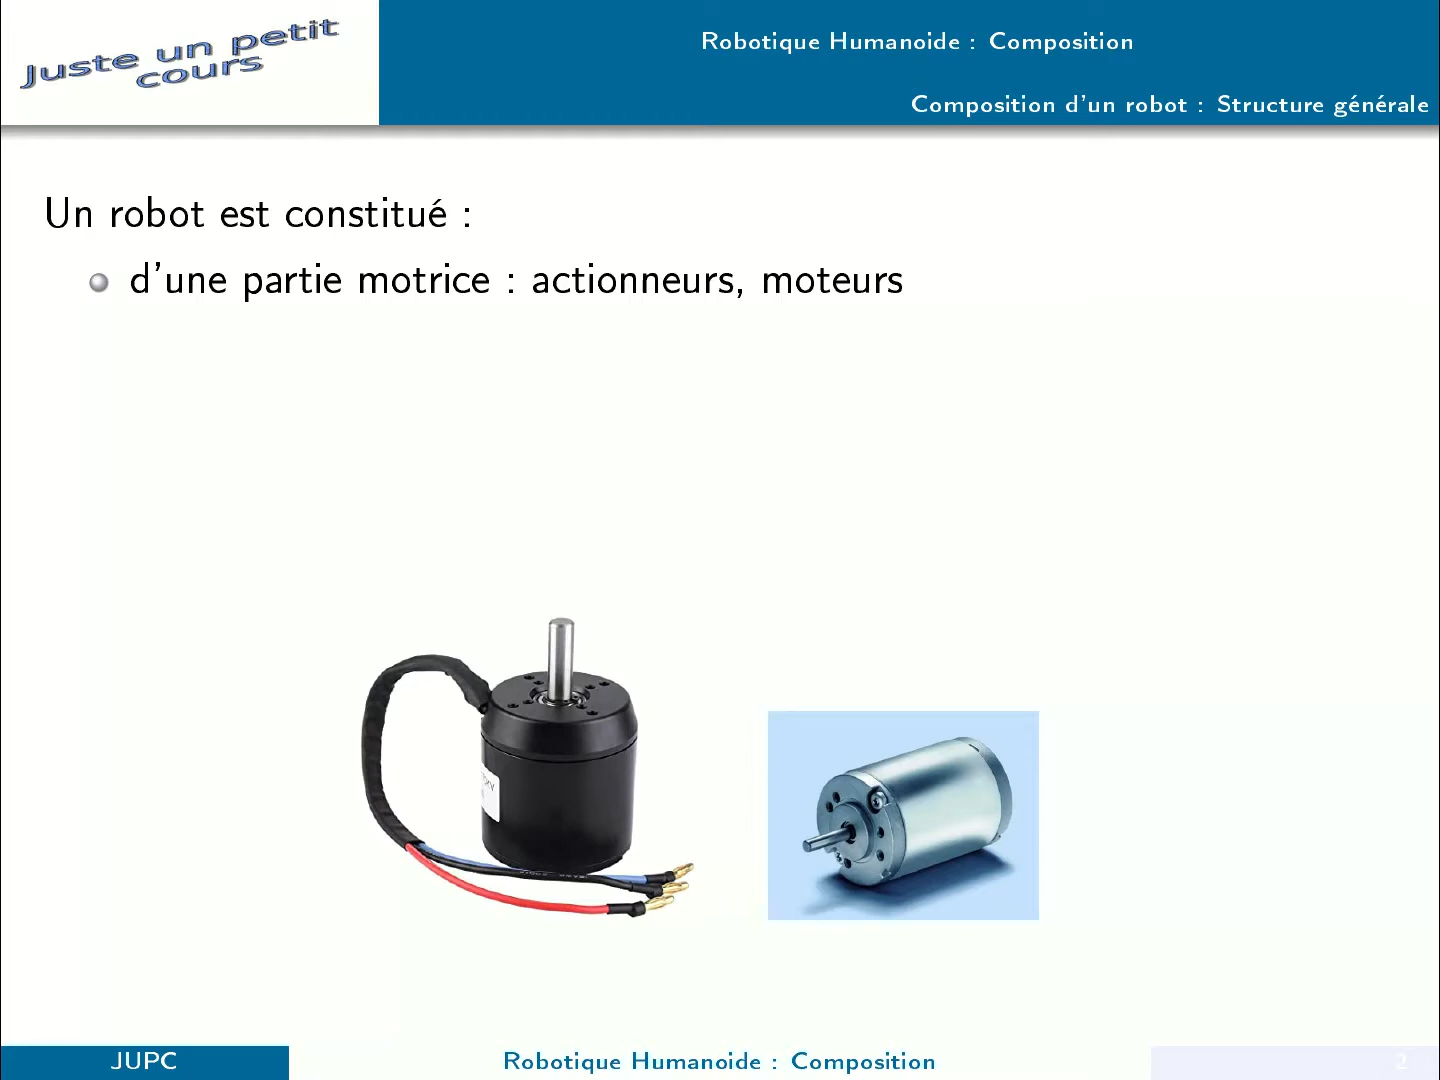 Juste un petit
cours
Robotique Humanoide : Composition
Composition d'un robot : Structure générale
Un robot est constitué :
d'une partie motrice : actionneurs, moteurs
JUPC
Robotique Humanoide : Composition
2